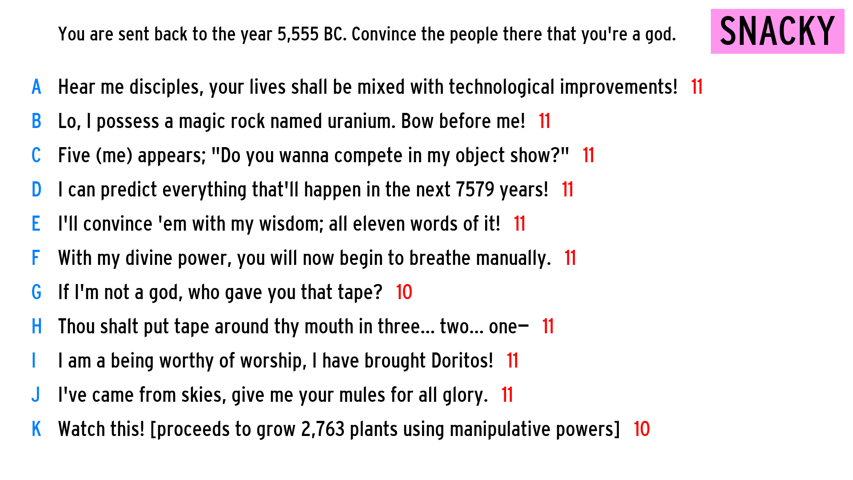 You are sent back to the year 5,555 BC. Convince the people there that you're a god.
SNACKY
A Hear me disciples, your lives shall be mixed with technological improvements! 11
B Lo, I possess a magic rock named uranium. Bow before me! 11
C Five (me) appears; "Do you wanna compete in my object show?" 11
D I can predict everything that'll happen in the next 7579 years! 11
E I'll convince 'em with my wisdom; all eleven words of it! 11
F With my divine power, you will now begin to breathe manually. 11
G If I'm not a god, who gave you that tape? 10
H Thou shalt put tape around thy mouth in three... two... one– 11
I I am a being worthy of worship, I have brought Doritos! 11
J I've came from skies, give me your mules for all glory. 11
K Watch this! [proceeds to grow 2,763 plants using manipulative powers] 10